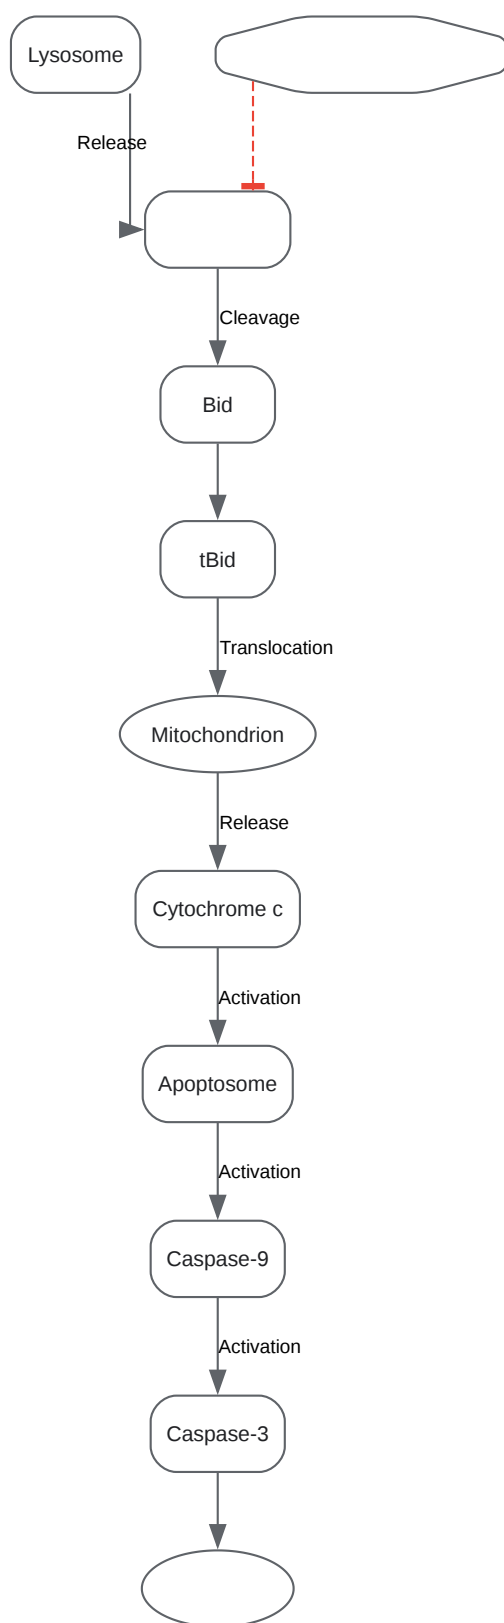 Lysosome
Release
Cleavage
Bid
tBid
Translocation
Mitochondrion
Release
Cytochrome c
Activation
Apoptosome
Activation
Caspase-9
Activation
Caspase-3